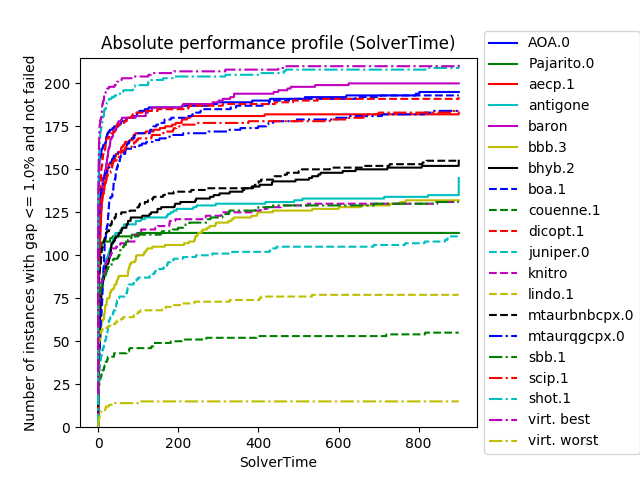 Absolute performance profile (SolverTime)
Number of instances with gap <= 1.0% and not failed
200
175
150
125
100
75
50
25
0
0 200 400 600 800
SolverTime
AOA.0
Pajarito.0
aecp.1
antigone
baron
bbb.3
bhyb.2
boa.1
couenne.1
dicopt.1
juniper.0
knitro
lindo.1
mtaurbnbcpx.0
mtaurqgcpx.0
sbb.1
scip.1
shot.1
virt. best
virt. worst